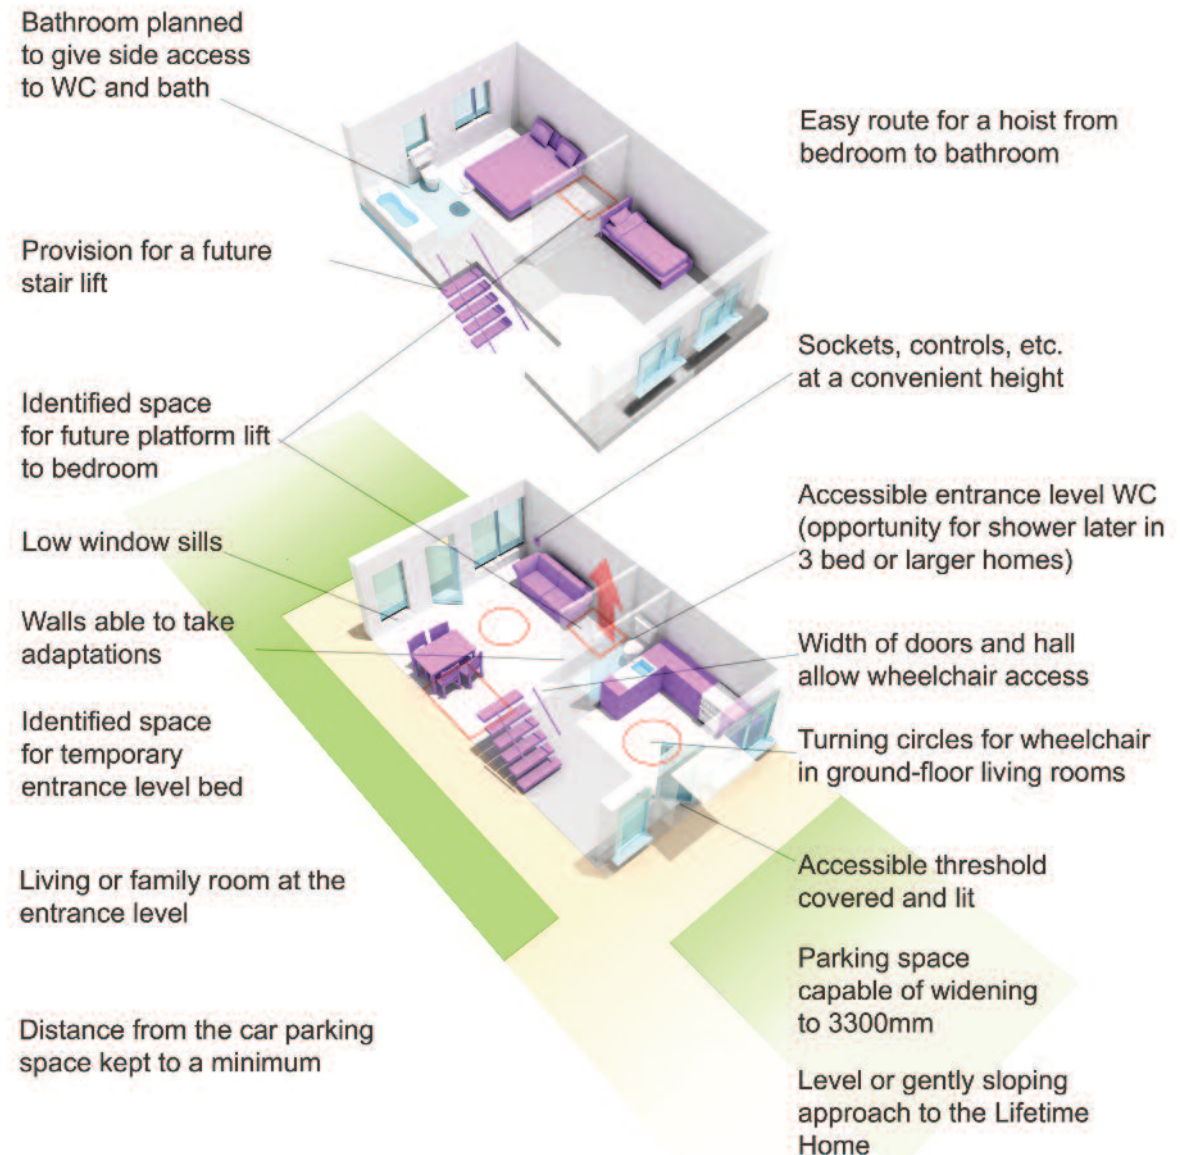 Bathroom planned
to give side access
to WC and bath
Easy route for a hoist from
bedroom to bathroom
Provision for a future
stair lift
Sockets, controls, etc.
at a convenient height
Identified space
for future platform lift
to bedroom
Accessible entrance level WC
(opportunity for shower later in
3 bed or larger homes)
Low window sills
Walls able to take
adaptations
Width of doors and hall
allow wheelchair access
Identified space
for temporary
entrance level bed
Turning circles for wheelchair
in ground-floor living rooms
Living or family room at the
entrance level
Accessible threshold
covered and lit
Parking space
capable of widening
to 3300mm
Distance from the car parking
space kept to a minimum
Level or gently sloping
approach to the Lifetime
Home